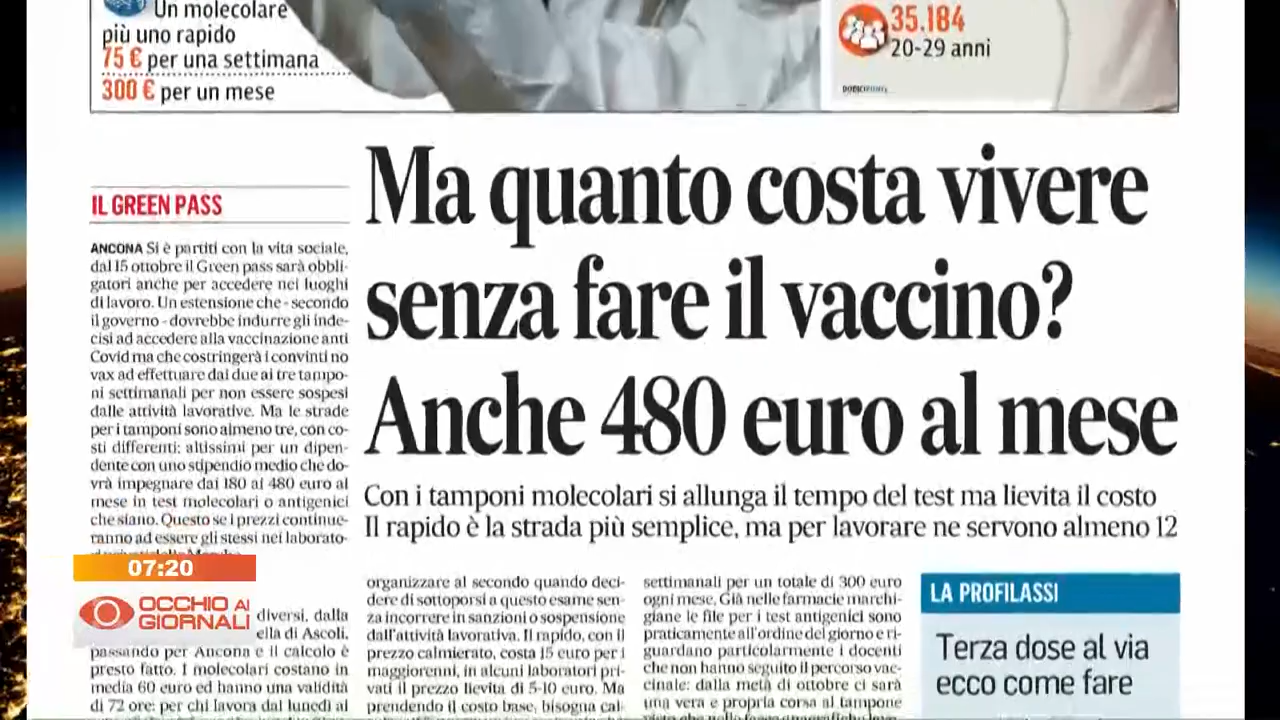 Un molecolare
più uno rapido
75 € per una settimana
300 € per un mese
35.184
20-29 anni
IL GREEN PASS
Ma quanto costa vivere
senza fare il vaccino?
Anche 480 euro al mese
Con i tamponi molecolari si allunga il tempo del test ma lievita il costo
Il rapido è la strada più semplice, ma per lavorare ne servono almeno 12
ANCONA Si è partiti con la vita sociale,
dal 15 ottobre il Green pass sarà obbli-
gatori anche per accedere nei luoghi
di lavoro. Un estensione che - secondo
il governo - dovrebbe indurre gli inde-
cisi ad accedere alla vaccinazione anti
Covid ma che costringerà i convinti no
vax ad effettuare dai due ai tre tampo-
ni settimanali per non essere sospesi
dalle attività lavorative. Ma le strade
per i tamponi sono almeno tre, con co-
sti differenti: altissimi per un dipen-
dente con uno stipendio medio che do-
vrà impegnare dai 180 ai 480 euro al
mese in test molecolari o antigenici
che siano. Questo se i prezzi continue-
ranno ad essere gli stessi nei laborato-
07:20
OCCHIO AI
GIORNALI
diversi, dalla
ella di Ascoli,
passando per Ancona e il calcolo è
presto fatto. I molecolari costano in
media 60 euro ed hanno una validità
di 72 ore: per chi lavora dal lunedì al
organizzare al secondo quando deci-
dere di sottoporsi a questo esame sen-
za incorrere in sanzioni o sospensione
dall'attività lavorativa. Il rapido, con il
prezzo calmierato, costa 15 euro per i
maggiorenni, in alcuni laboratori pri-
vati il prezzo lievita di 5-10 euro. Ma
prendendo il costo base, bisogna cal-
settimanali per un totale di 300 euro
ogni mese. Già nelle farmacie marchi-
giane le file per i test antigenici sono
praticamente all'ordine del giorno e ri-
guardano particolarmente i docenti
che non hanno seguito il percorso vac-
cinale: dalla metà di ottobre ci sarà
una vera e propria corsa al tampone
LA PROFILASSI
Terza dose al via
ecco come fare